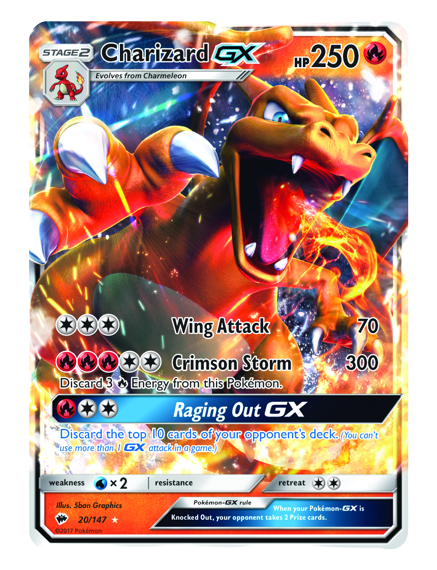 STAGE2 Charizard GX HP250
Evolves from Charmeleon
Wing Attack 70
Crimson Storm 300
Discard 3 Energy from this Pokémon.
Raging Out GX
Discard the top 10 cards of your opponent's deck. (You can't
use more than 1 GX attack in a game.)
weakness ×2 resistance retreat
Illus. 5ban Graphics
20/147
©2017 Pokémon
Pokémon-GX rule
When your Pokémon-GX is
Knocked Out, your opponent takes 2 Prize cards.